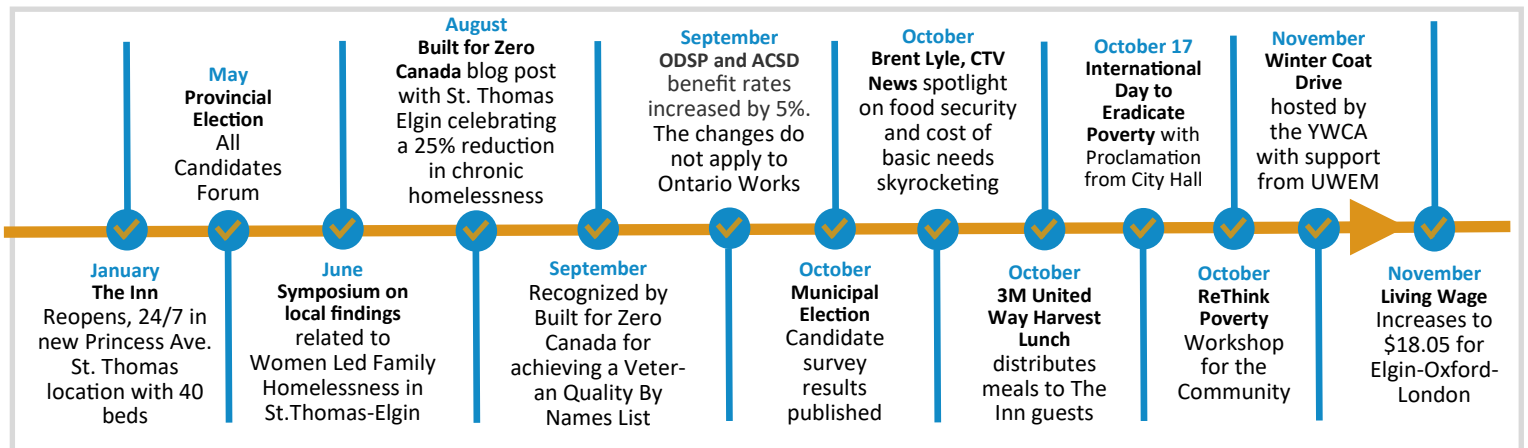 January
The Inn
Reopens, 24/7 in
new Princess Ave.
St. Thomas
location with 40
beds
May
Provincial
Election
All
Candidates
Forum
June
Symposium on
local findings
related to
Women Led Family
Homelessness in
St.Thomas-Elgin
August
Built for Zero
Canada blog post
with St. Thomas
Elgin celebrating
a 25% reduction
in chronic
homelessness
September
Recognized by
Built for Zero
Canada for
achieving a Veter-
an Quality By
Names List
September
ODSP and ACSD
benefit rates
increased by 5%.
The changes do
not apply to
Ontario Works
October
Municipal
Election
Candidate
survey
results
published
October
Brent Lyle, CTV
News spotlight
on food security
and cost of
basic needs
skyrocketing
October
3M United
Way Harvest
Lunch
distributes
meals to The
Inn guests
October 17
International
Day to
Eradicate
Poverty with
Proclamation
from City Hall
October
ReThink
Poverty
Workshop
for the
Community
November
Winter Coat
Drive
hosted by
the YWCA
with support
from UWEM
November
Living Wage
Increases to
$18.05 for
Elgin-Oxford-
London